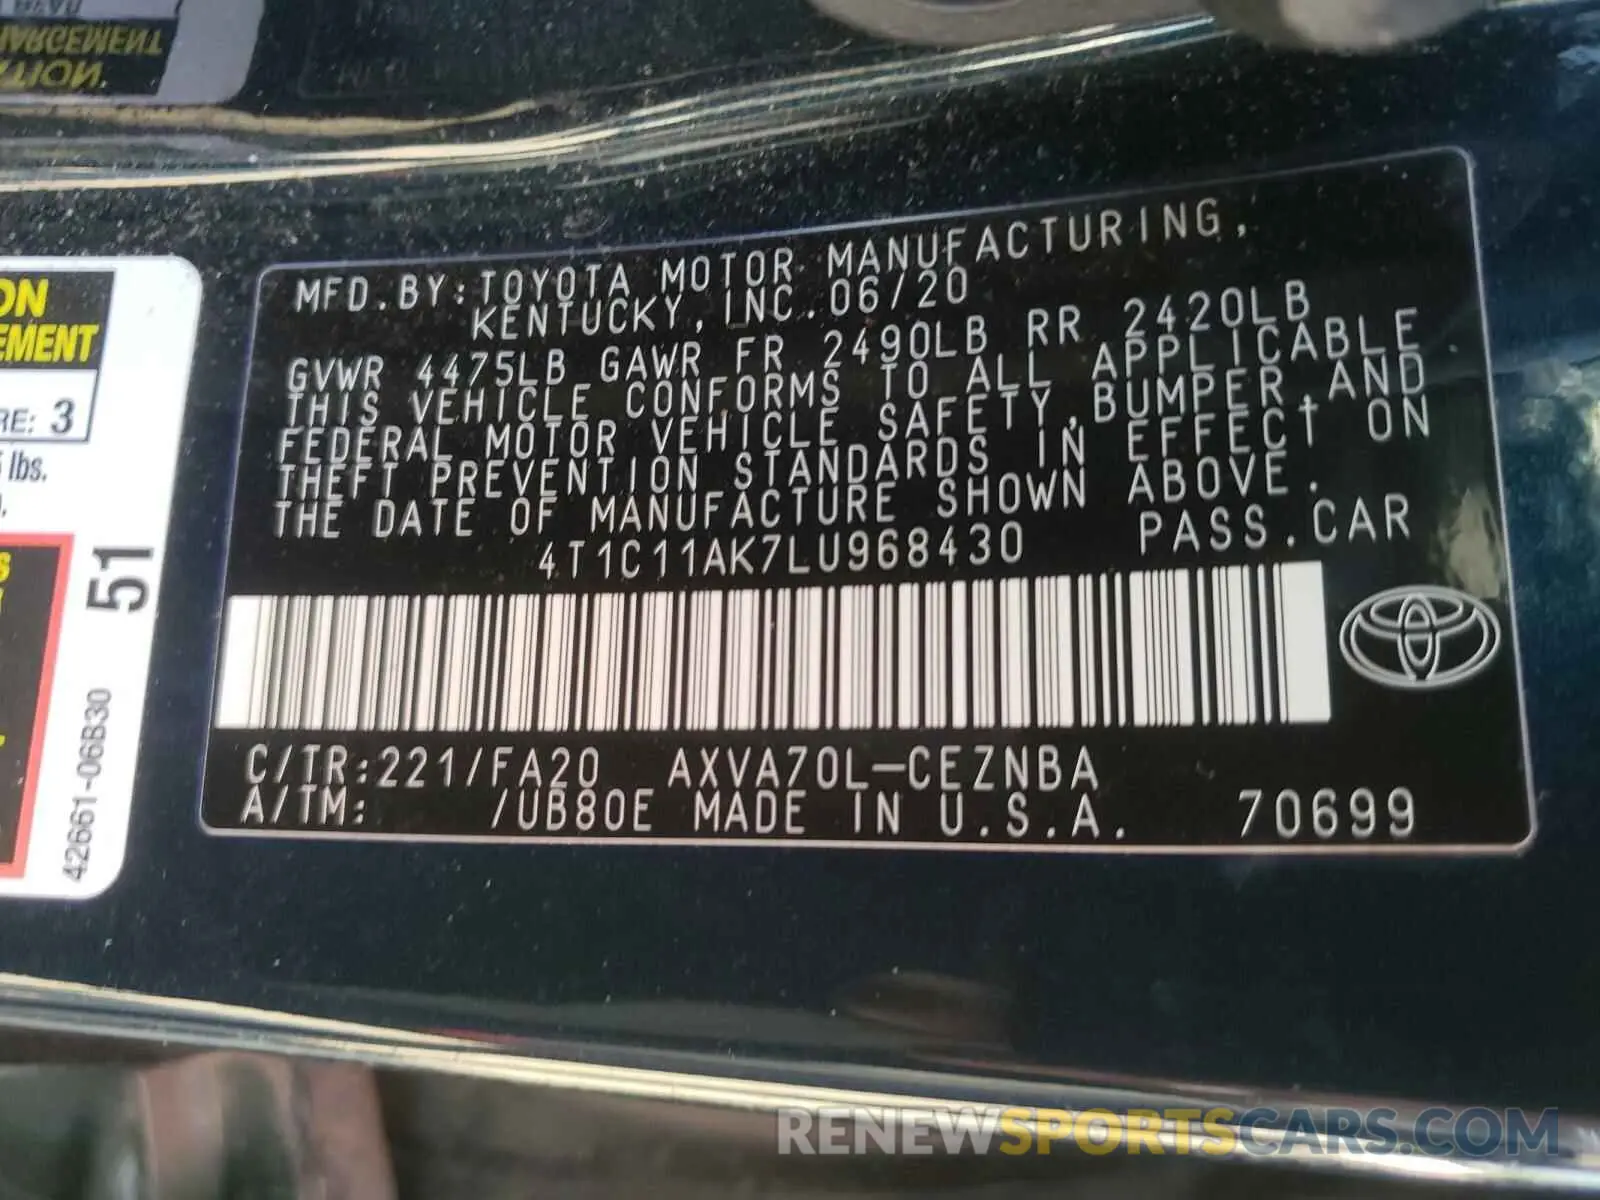 ARGEMENT
TION
ON
EMENT
RE: 3
lbs.
51
42661-06B30
MFD.BY:TOYOTA MOTOR MANUFACTURING,
KENTUCKY, INC. 06/20
GVWR 4475LB GAWR FR 2490LB RR 2420LB
THIS VEHICLE CONFORMS TO ALL APPLICABLE
FEDERAL MOTOR VEHICLE SAFETY,BUMPER,AND
THEFT PREVENTION STANDARDS IN EFFECT ON
THE DATE OF MANUFACTURE SHOWN ABOVE.
4T1C11AK7LU968430 PASS.CAR
C/TR:221/FA20 AXVA70L-CEZNBA
A/TM: /UB80E MADE IN U.S.A. 70699
RENEWSPORTSCARS.COM